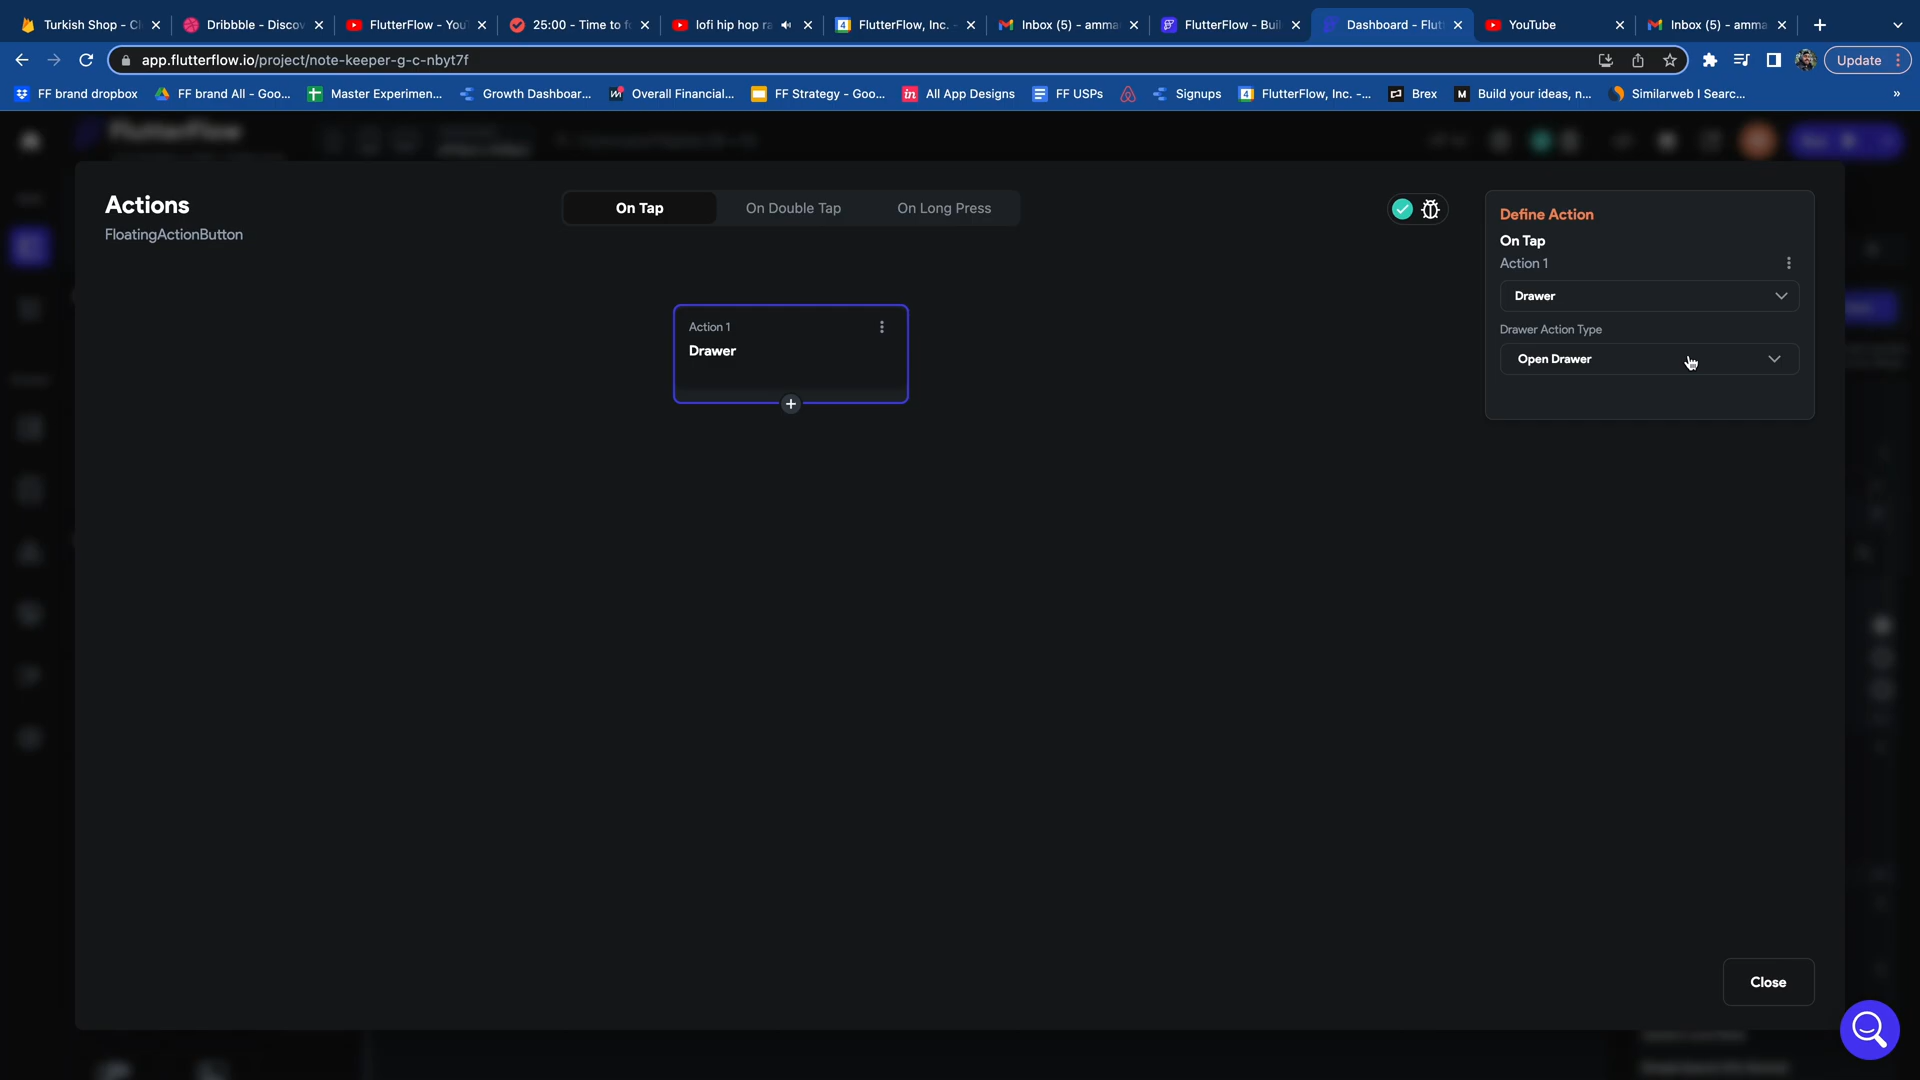 Turkish Shop - Cl
Dribbble - Discov
FlutterFlow - You
25:00 - Time to f
lofi hip hop ra
FlutterFlow, Inc. -
Inbox (5) - amma
FlutterFlow - Buil
Dashboard - Flut
YouTube
Inbox (5) - amma
app.flutterflow.io/project/note-keeper-g-c-nbyt7f
Update
FF brand dropbox
FF brand All - Goo...
Master Experimen...
Growth Dashboar...
Overall Financial...
FF Strategy - Goo...
All App Designs
FF USPs
Signups
FlutterFlow, Inc. -...
Brex
Build your ideas, n...
Similarweb I Searc...
»
FlutterFlow
Actions
FloatingActionButton
On Tap
On Double Tap
On Long Press
Action 1
Drawer
Define Action
On Tap
Action 1
Drawer
Drawer Action Type
Open Drawer
Close